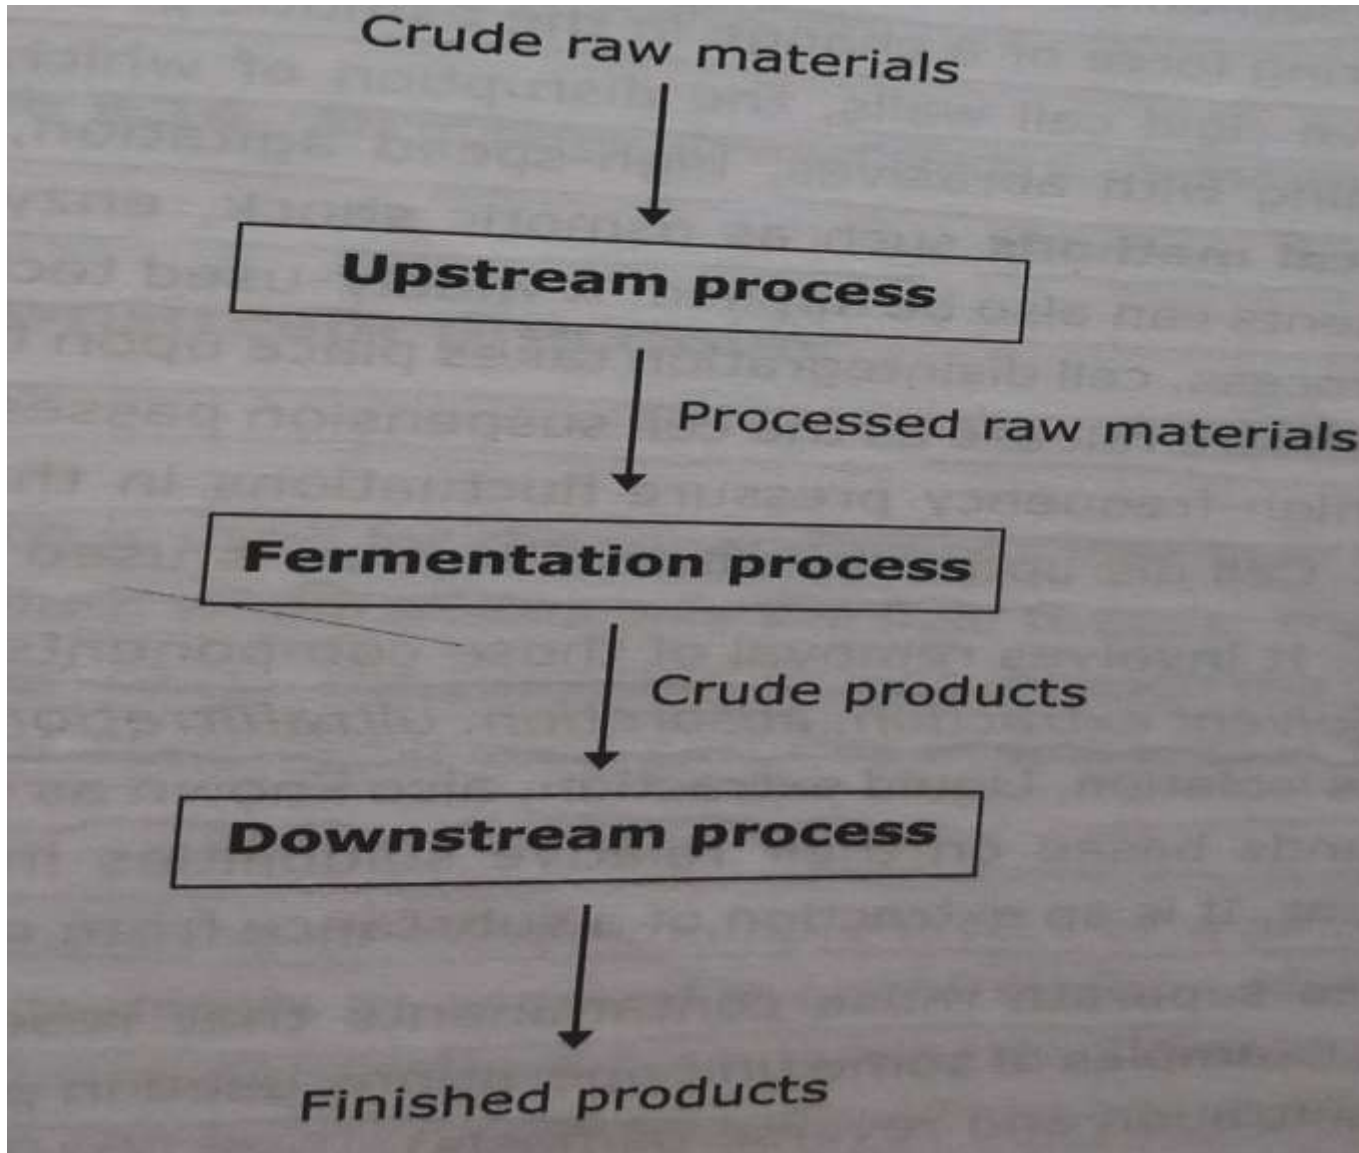 Crude raw materials
Upstream process
Processed raw materials
Fermentation process
Crude products
Downstream process
Finished products